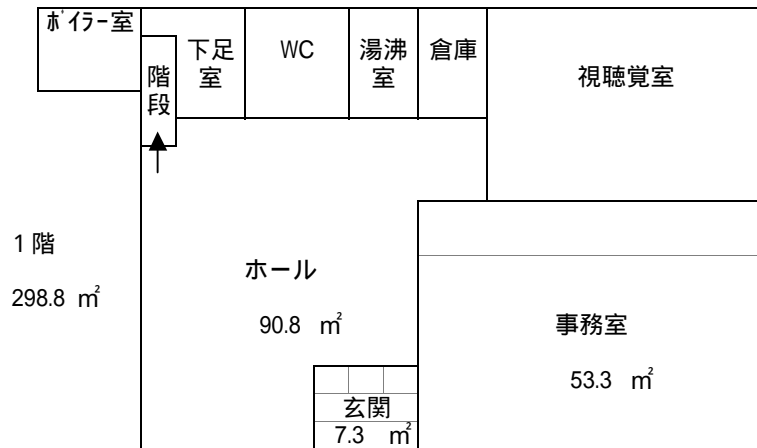 ﾎﾞｲﾗｰ室
階
段
下足
室
WC
湯沸
室
倉庫
視聴覚室
1階
298.8 ㎡
ホール
90.8 ㎡
事務室
53.3 ㎡
玄関
7.3 ㎡